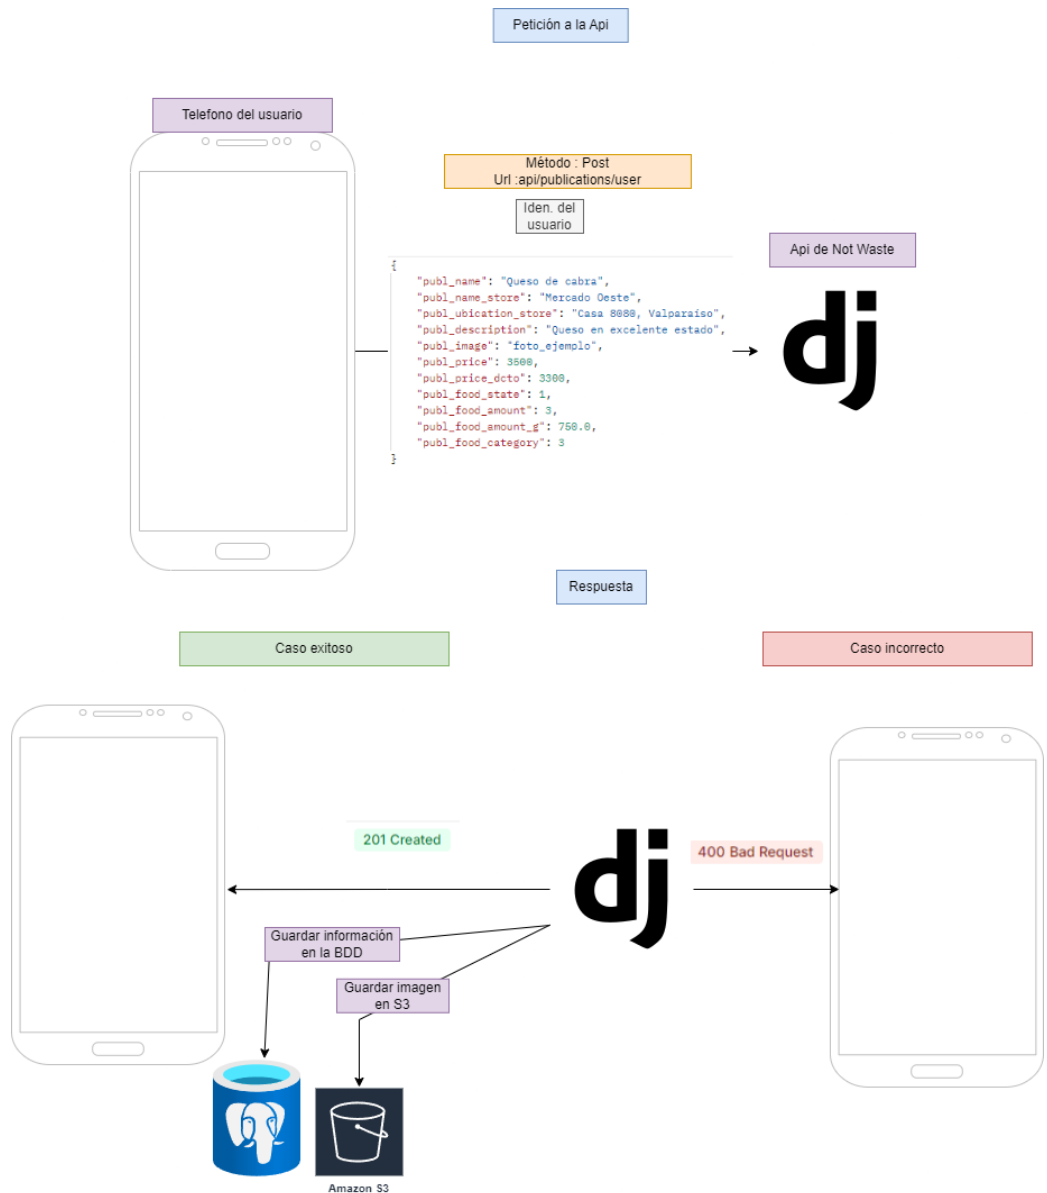 Petición a la Api
Telefono del usuario
Método : Post
Url :api/publications/user
Iden. del
usuario
Api de Not Waste
{
"publ_name": "Queso de cabra",
"publ_name_store": "Mercado Oeste",
"publ_ubication_store": "Casa 8080, Valparaíso",
"publ_description": "Queso en excelente estado",
"publ_image": "foto_ejemplo",
"publ_price": 3500,
"publ_price_dcto": 3300,
"publ_food_state": 1,
"publ_food_amount": 3,
"publ_food_amount_g": 750.0,
"publ_food_category": 3
}
dj
Respuesta
Caso exitoso
Caso incorrecto
201 Created
dj
400 Bad Request
Guardar información
en la BDD
Guardar imagen
en S3
Amazon S3